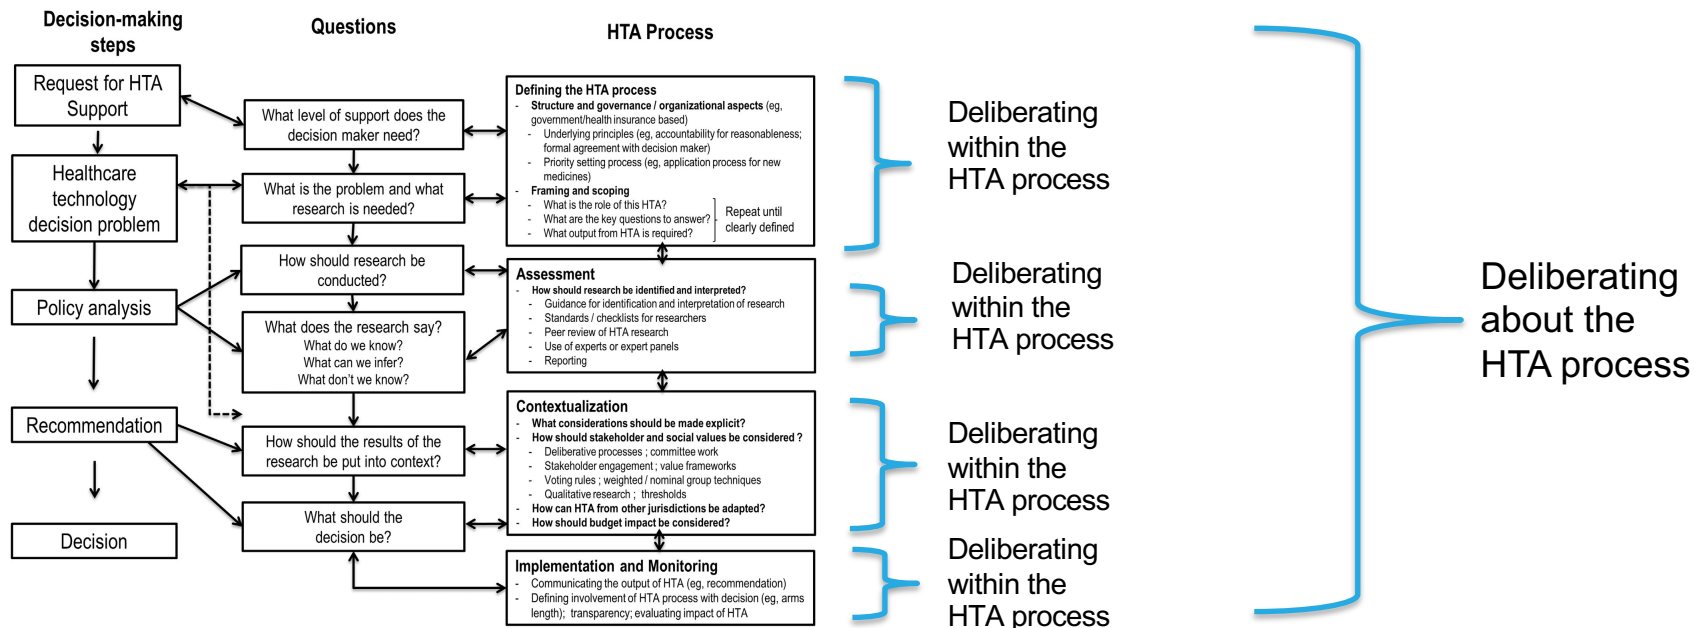 Decision-making
steps
Questions
HTA Process
Request for HTA
Support
Healthcare
technology
decision problem
Policy analysis
Recommendation
Decision
What level of support does the
decision maker need?
What is the problem and what
research is needed?
How should research be
conducted?
What does the research say?
What do we know?
What can we infer?
What don't we know?
How should the results of the
research be put into context?
What should the
decision be?
Defining the HTA process
- Structure and governance / organizational aspects (eg,
government/health insurance based)
- Underlying principles (eg, accountability for reasonableness;
formal agreement with decision maker)
- Priority setting process (eg, application process for new
medicines)
- Framing and scoping
- What is the role of this HTA?
- What are the key questions to answer?
- What output from HTA is required?
Repeat until
clearly defined
Assessment
- How should research be identified and interpreted?
- Guidance for identification and interpretation of research
- Standards / checklists for researchers
- Peer review of HTA research
- Use of experts or expert panels
- Reporting
Contextualization
- What considerations should be made explicit?
- How should stakeholder and social values be considered ?
- Deliberative processes ; committee work
- Stakeholder engagement ; value frameworks
- Voting rules ; weighted / nominal group techniques
- Qualitative research ; thresholds
- How can HTA from other jurisdictions be adapted?
- How should budget impact be considered?
Implementation and Monitoring
- Communicating the output of HTA (eg, recommendation)
- Defining involvement of HTA process with decision (eg, arms
length); transparency; evaluating impact of HTA
Deliberating
within the
HTA process
Deliberating
within the
HTA process
Deliberating
within the
HTA process
Deliberating
within the
HTA process
Deliberating
about the
HTA process